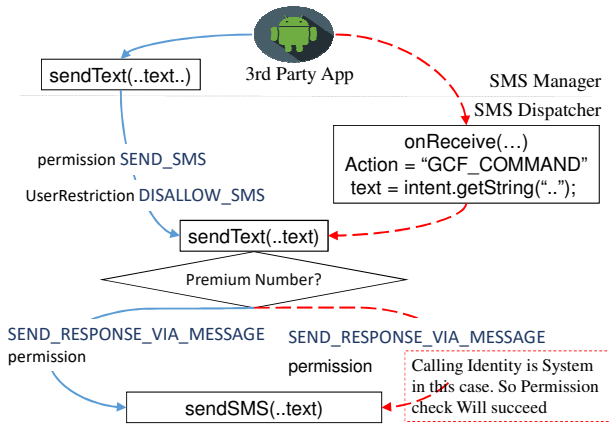 sendText(..text..)
3rd Party App
SMS Manager
SMS Dispatcher
onReceive(...)
Action = “GCF_COMMAND”
text = intent.getString(“..”);
permission SEND_SMS
UserRestriction DISALLOW_SMS
sendText(..text)
Premium Number?
SEND_RESPONSE_VIA_MESSAGE
permission
SEND_RESPONSE_VIA_MESSAGE
permission
Calling Identity is System
in this case. So Permission
check Will succeed
sendSMS(..text)